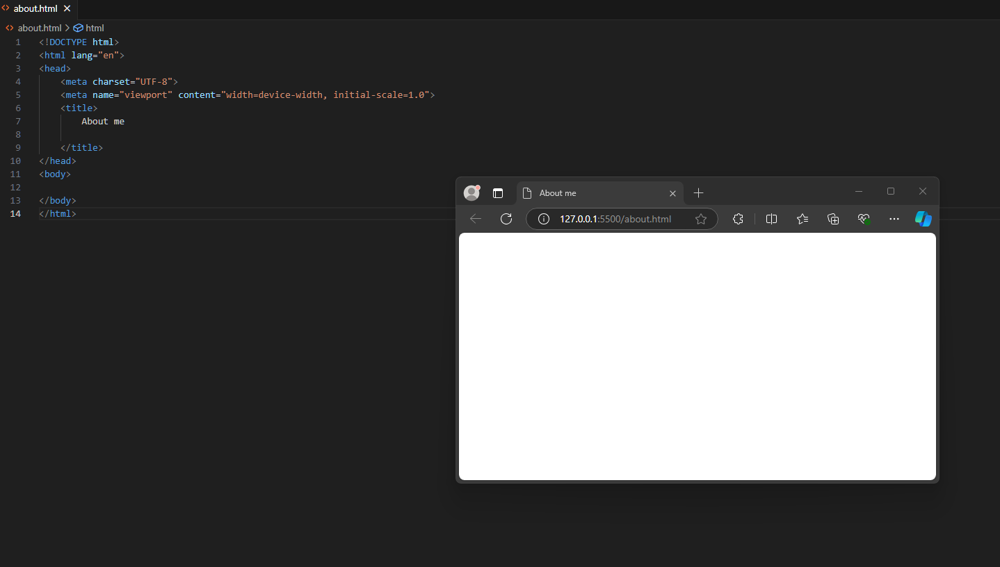 about.html
about.html > html
1 <!DOCTYPE html>
2 <html lang="en">
3 <head>
4     <meta charset="UTF-8">
5     <meta name="viewport" content="width=device-width, initial-scale=1.0">
6     <title>
7         About me
8
9     </title>
10 </head>
11 <body>
12
13 </body>
14 </html>
About me
127.0.0.1:5500/about.html